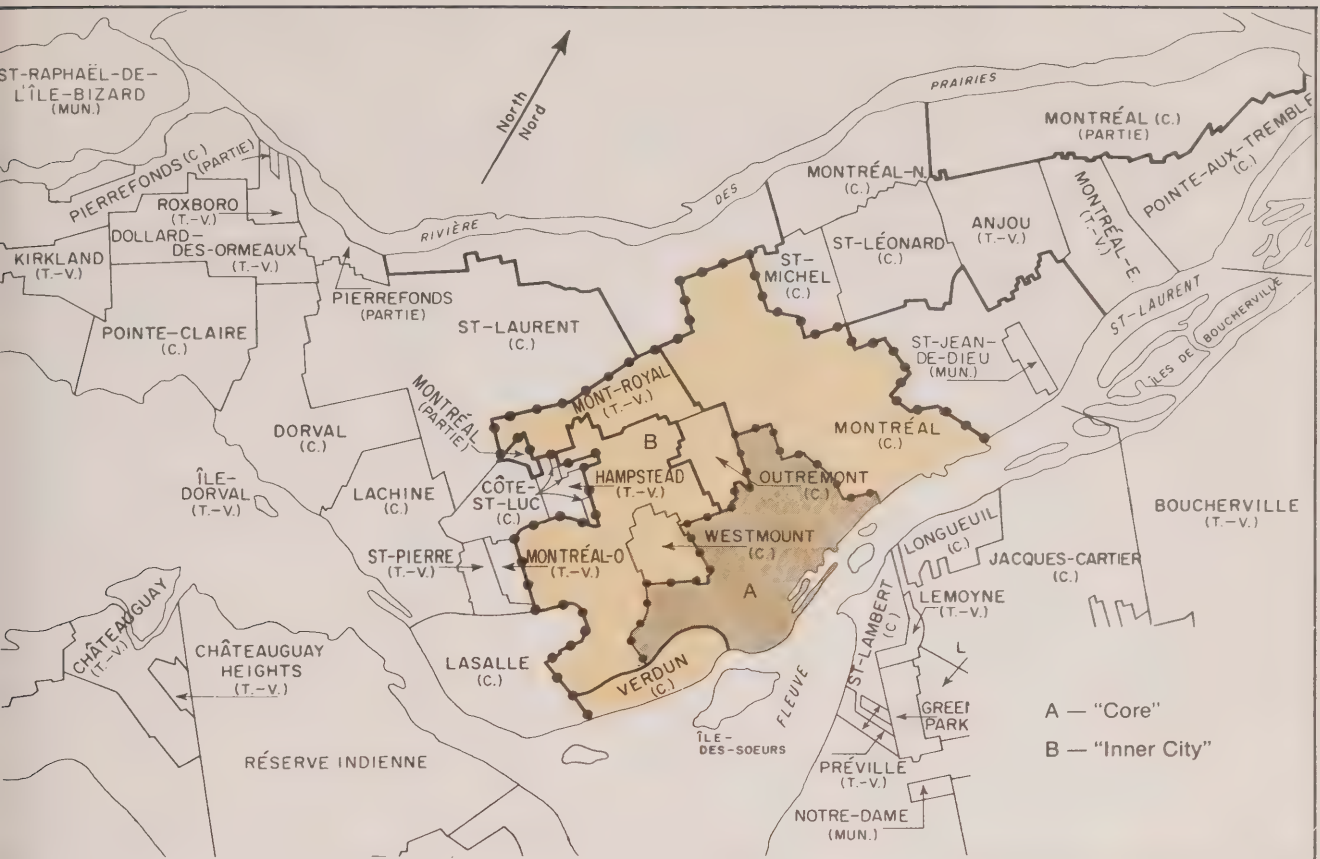 ST-RAPHAËL-DE-
L'ÎLE-BIZARD
(MUN.)
North
Nord
PRAIRIES
MONTRÉAL (C.)
(PARTIE)
POINTE-AUX-TREMBLE
(C.)
PIERREFONDS (C.)
(PARTIE)
DES
MONTRÉAL-N.
(C.)
ROXBORO
(T.-V.)
RIVIÈRE
ANJOU
(T.-V.)
MONTRÉAL-E.
(T.-V.)
KIRKLAND
(T.-V.)
DOLLARD-
DES-ORMEAUX
(T.-V.)
ST-LÉONARD
(C.)
ST-
MICHEL
(C.)
PIERREFONDS
(PARTIE)
ST-LAURENT
ÎLES DE BOUCHERVILLE
POINTE-CLAIRE
(C.)
ST-LAURENT
(C.)
ST-JEAN-
DE-DIEU
(MUN.)
MONTRÉAL
(PARTIE)
MONT-ROYAL
(T.-V.)
DORVAL
(C.)
B
MONTRÉAL
(C.)
ÎLE-
DORVAL
(T.-V.)
LACHINE
(C.)
CÔTE-
ST-LUC
(C.)
HAMPSTEAD
(T.-V.)
OUTREMONT
(C.)
BOUCHERVILLE
(T.-V.)
ST-PIERRE
(T.-V.)
MONTRÉAL-O
(T.-V.)
WESTMOUNT
(C.)
LONGUEUIL
(C.)
JACQUES-CARTIER
(C.)
A
LEMOYNE
(T.-V.)
CHÂTEAUGUAY
(T.-V.)
CHÂTEAUGUAY
HEIGHTS
(T.-V.)
LASALLE
(C.)
VERDUN
(C.)
ST-LAMBERT
(C.)
L
FLEUVE
GREE
PARK
A — "Core"
ÎLE-
DES-SOEURS
B — "Inner City"
RÉSERVE INDIENNE
PRÉVILLE
(T.-V.)
NOTRE-DAME
(MUN.)